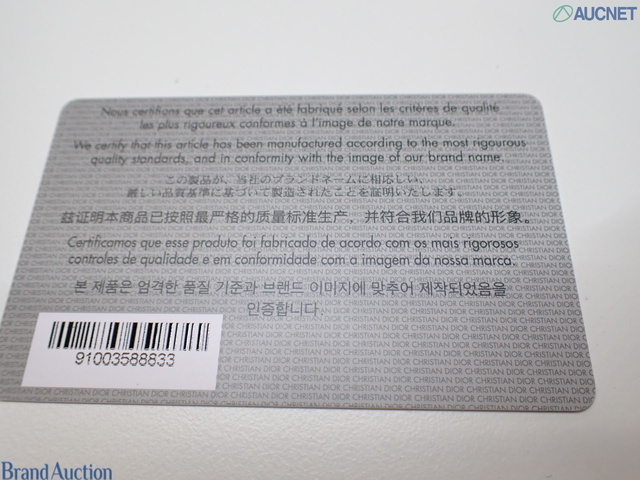 AUCNET
Nous certifions que cet article a été fabriqué selon les critères de qualité
les plus rigoureux conformes à l'image de notre marque.
We certify that this article has been manufactured according to the most rigourous
quality standards, and in conformity with the image of our brand name.
この製品が、当社のブランドネームに相応しい、
厳しい品質基準に基づいて製造されたことを証明いたします。
兹证明本商品已按照最严格的质量标准生产，并符合我们品牌的形象。
Certificamos que esse produto foi fabricado de acordo com os mais rigorosos
controles de qualidade e em conformidade com a imagem da nossa marca.
본 제품은 엄격한 품질 기준과 브랜드 이미지에 맞추어 제작되었음을
인증합니다.
91003588833
Brand Auction